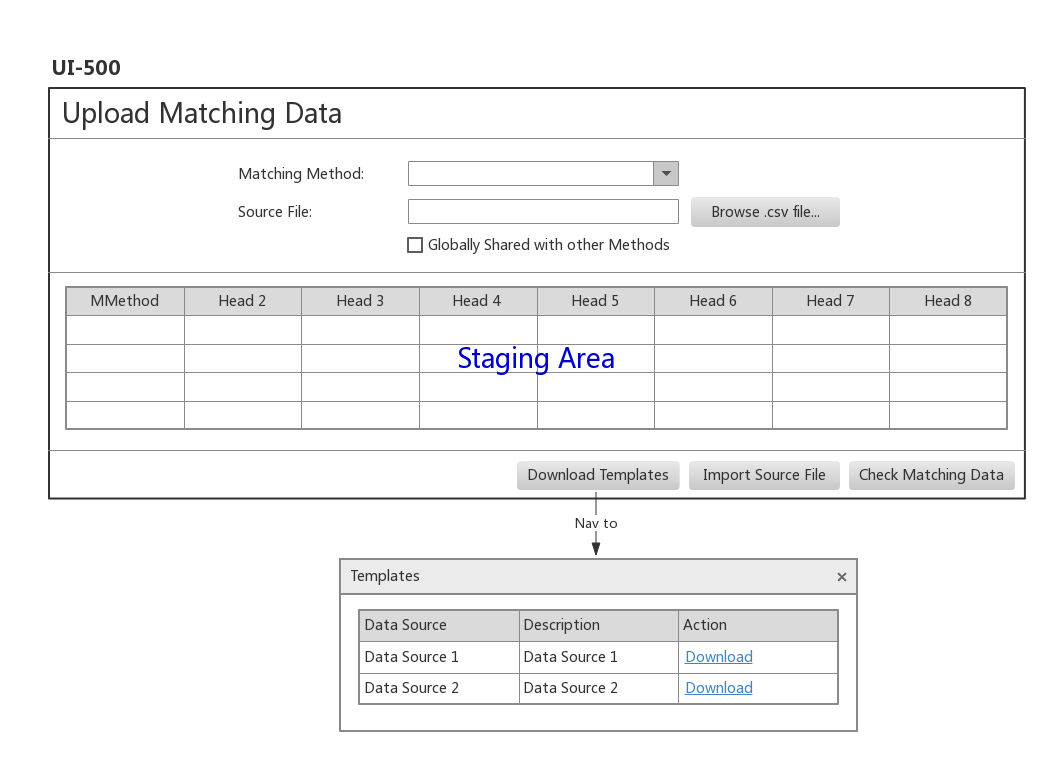 UI-500
Upload Matching Data
Matching Method:
Source File:
Browse .csv file...
Globally Shared with other Methods
MMethod Head 2 Head 3 Head 4 Head 5 Head 6 Head 7 Head 8
Staging Area
Download Templates Import Source File Check Matching Data
Nav to
Templates ×
Data Source Description Action
Data Source 1 Data Source 1 Download
Data Source 2 Data Source 2 Download